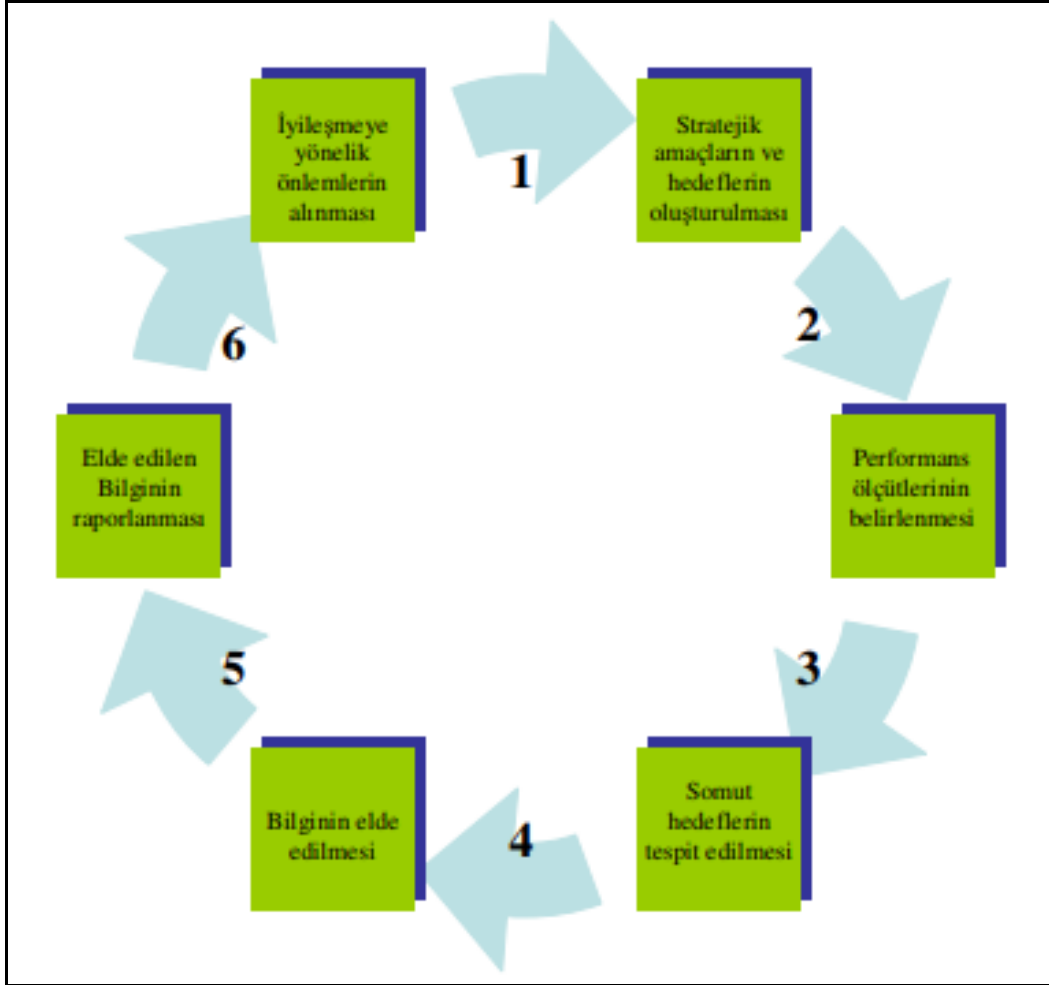 İyileşmeye
yönelik
önlemlerin
alınması
1
Stratejik
amaçların ve
hedeflerin
oluşturulması
2
Performans
ölçütlerinin
belirlenmesi
3
Somut
hedeflerin
tespit edilmesi
4
Bilginin elde
edilmesi
5
Elde edilen
Bilginin
raporlanması
6